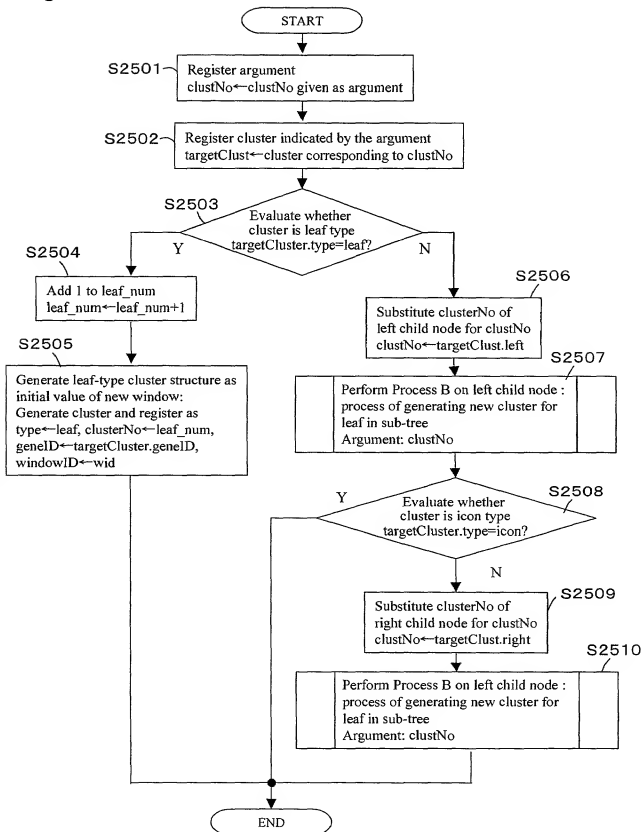 START
S2501
Register argument
clustNo←clustNo given as argument
S2502
Register cluster indicated by the argument
targetClust←cluster corresponding to clustNo
S2503
Evaluate whether
cluster is leaf type
targetCluster.type=leaf?
Y
N
S2504
Add 1 to leaf_num
leaf_num←leaf_num+1
S2505
Generate leaf-type cluster structure as
initial value of new window:
Generate cluster and register as
type←leaf, clusterNo←leaf_num,
geneID←targetCluster.geneID,
windowID←wid
S2506
Substitute clusterNo of
left child node for clustNo
clustNo←targetClust.left
S2507
Perform Process B on left child node :
process of generating new cluster for
leaf in sub-tree
Argument: clustNo
S2508
Evaluate whether
cluster is icon type
targetCluster.type=icon?
Y
N
S2509
Substitute clusterNo of
right child node for clustNo
clustNo←targetClust.right
S2510
Perform Process B on left child node :
process of generating new cluster for
leaf in sub-tree
Argument: clustNo
END